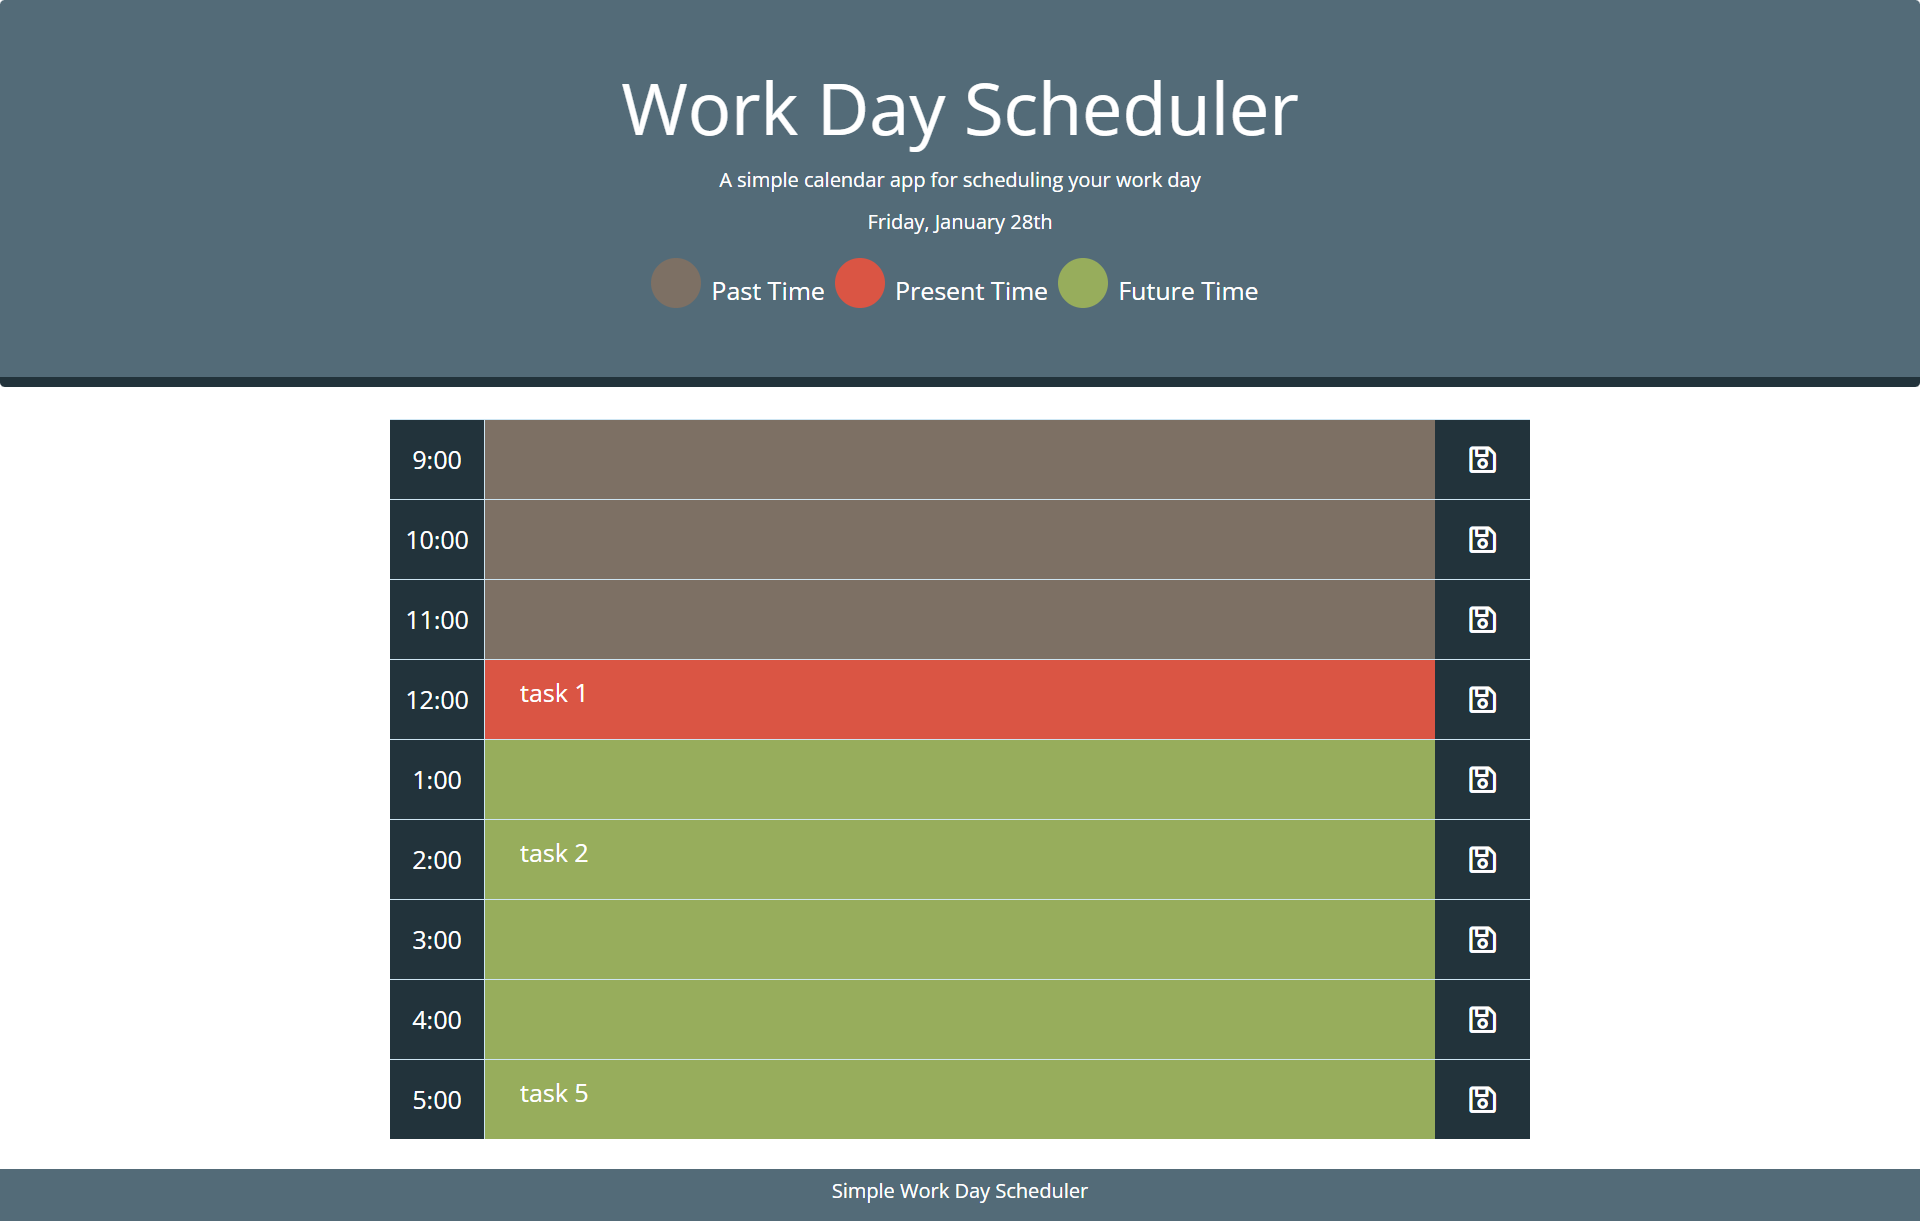 Work Day Scheduler
A simple calendar app for scheduling your work day
Friday, January 28th
Past Time Present Time Future Time
9:00
10:00
11:00
12:00 task 1
1:00
2:00 task 2
3:00
4:00
5:00 task 5
Simple Work Day Scheduler